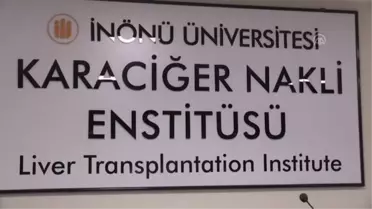 İNÖNÜ ÜNİVERSİTESİ
KARACİĞER NAKLİ
ENSTİTÜSÜ
Liver Transplantation Institute